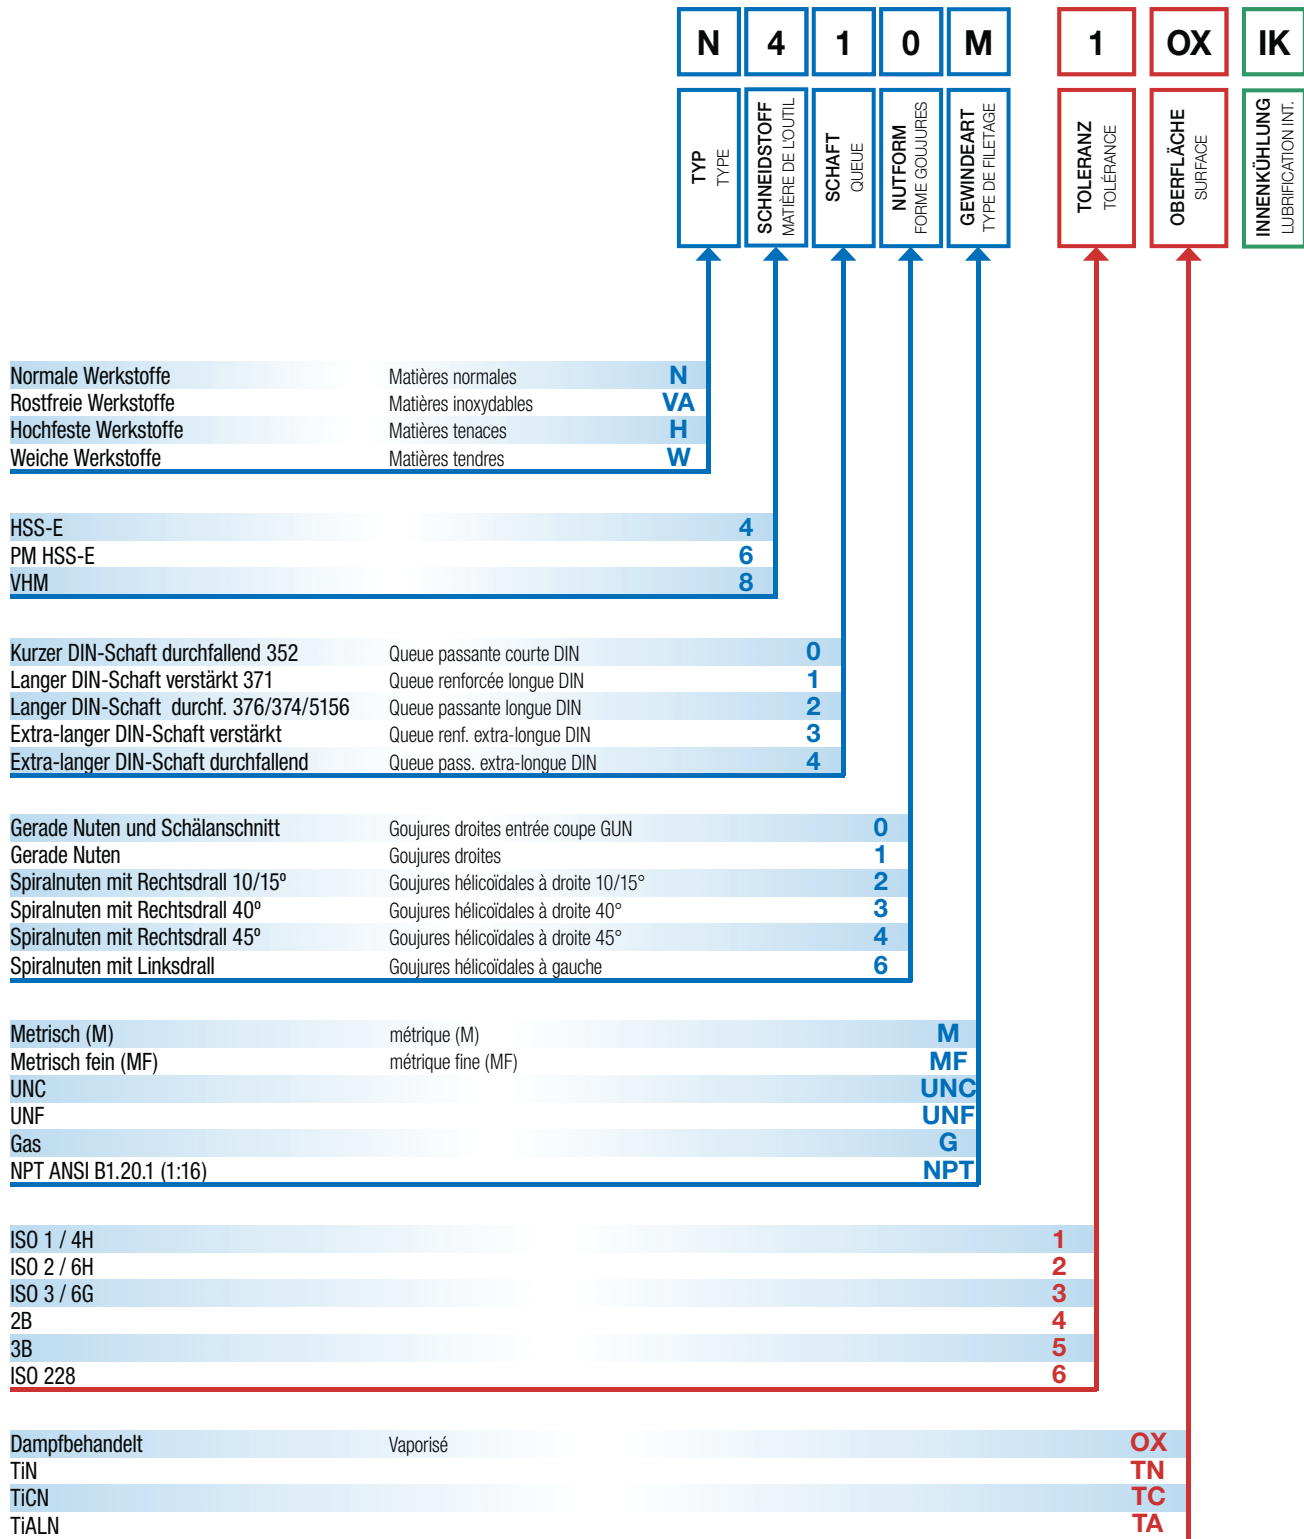 N 4 1 0 M 1 OX IK
TYP
TYPE
SCHNEIDSTOFF
MATIÈRE DE L'OUTIL
SCHAFT
QUEUE
NUTFORM
FORME GOUJURES
GEWINDEART
TYPE DE FILETAGE
TOLERANZ
TOLÉRANCE
OBERFLÄCHE
SURFACE
INNENKÜHLUNG
LUBRIFICATION INT.
Normale Werkstoffe Matières normales N
Rostfreie Werkstoffe Matières inoxydables VA
Hochfeste Werkstoffe Matières tenaces H
Weiche Werkstoffe Matières tendres W
HSS-E 4
PM HSS-E 6
VHM 8
Kurzer DIN-Schaft durchfallend 352 Queue passante courte DIN 0
Langer DIN-Schaft verstärkt 371 Queue renforcée longue DIN 1
Langer DIN-Schaft durchf. 376/374/5156 Queue passante longue DIN 2
Extra-langer DIN-Schaft verstärkt Queue renf. extra-longue DIN 3
Extra-langer DIN-Schaft durchfallend Queue pass. extra-longue DIN 4
Gerade Nuten und Schälanschnitt Goujures droites entrée coupe GUN 0
Gerade Nuten Goujures droites 1
Spiralnuten mit Rechtsdrall 10/15º Goujures hélicoïdales à droite 10/15° 2
Spiralnuten mit Rechtsdrall 40º Goujures hélicoïdales à droite 40° 3
Spiralnuten mit Rechtsdrall 45º Goujures hélicoïdales à droite 45° 4
Spiralnuten mit Linksdrall Goujures hélicoïdales à gauche 6
Metrisch (M) métrique (M) M
Metrisch fein (MF) métrique fine (MF) MF
UNC UNC
UNF UNF
Gas G
NPT ANSI B1.20.1 (1:16) NPT
ISO 1 / 4H 1
ISO 2 / 6H 2
ISO 3 / 6G 3
2B 4
3B 5
ISO 228 6
Dampfbehandelt Vaporisé OX
TiN TN
TiCN TC
TiALN TA